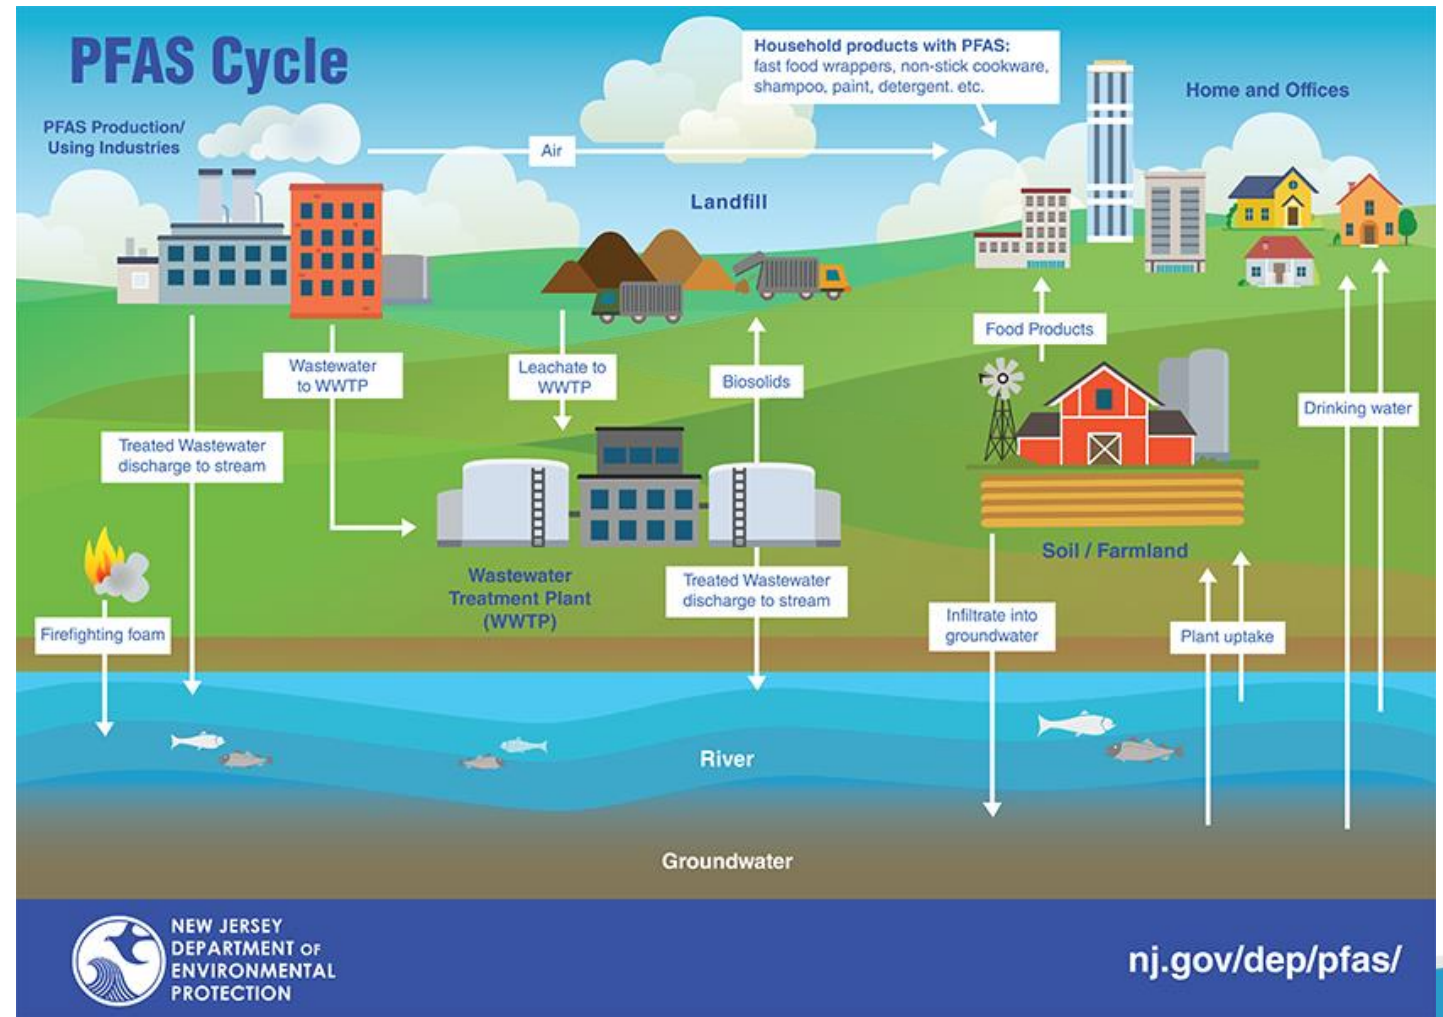 PFAS Cycle
Household products with PFAS:
fast food wrappers, non-stick cookware,
shampoo, paint, detergent. etc.
Home and Offices
PFAS Production/
Using Industries
Air
Landfill
Food Products
Wastewater
to WWTP
Leachate to
WWTP
Biosolids
Drinking water
Treated Wastewater
discharge to stream
Soil / Farmland
Wastewater
Treatment Plant
(WWTP)
Treated Wastewater
discharge to stream
Infiltrate into
groundwater
Plant uptake
Firefighting foam
River
Groundwater
NEW JERSEY
DEPARTMENT OF
ENVIRONMENTAL
PROTECTION
nj.gov/dep/pfas/